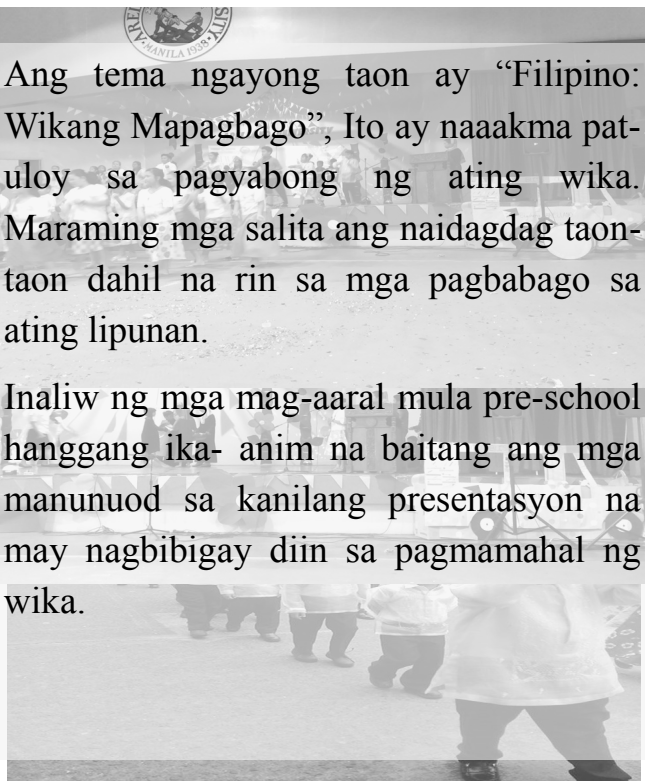 MANILA 1938
Ang tema ngayong taon ay “Filipino:
Wikang Mapagbago”, Ito ay naaakma pat-
uloy sa pagyabong ng ating wika.
Maraming mga salita ang naidagdag taon-
taon dahil na rin sa mga pagbabago sa
ating lipunan.
Inaliw ng mga mag-aaral mula pre-school
hanggang ika- anim na baitang ang mga
manunuod sa kanilang presentasyon na
may nagbibigay diin sa pagmamahal ng
wika.